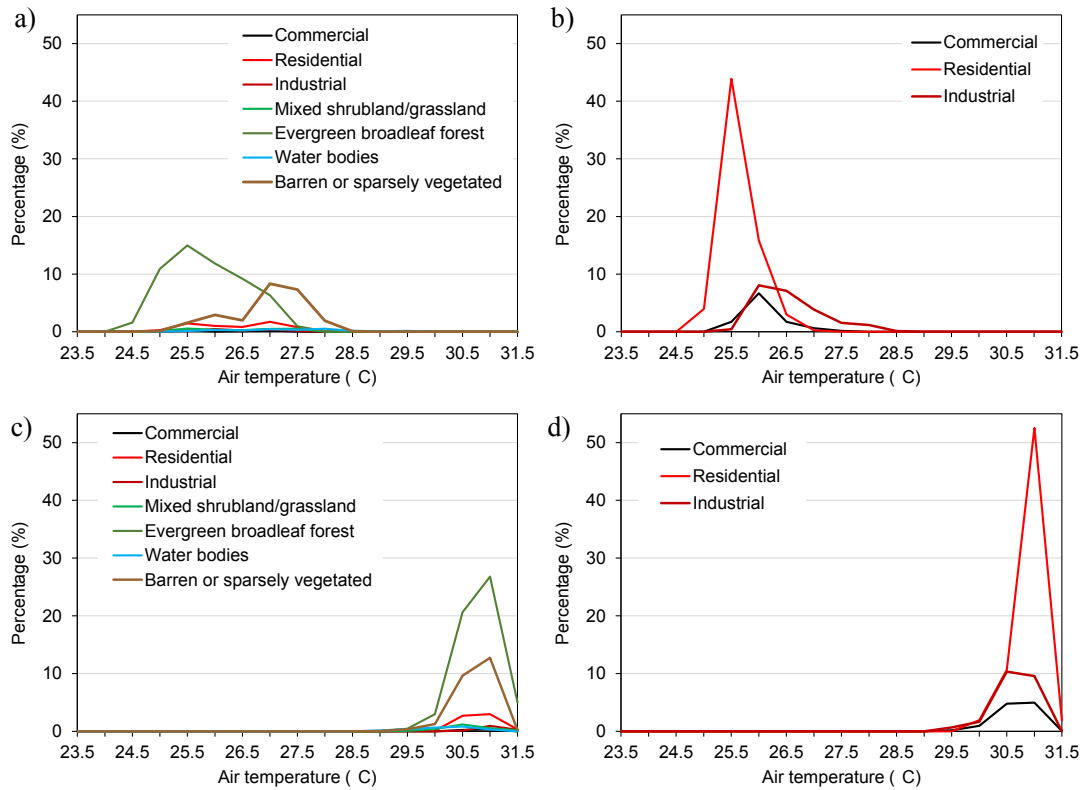 a)
Percentage (%)
50
40
30
20
10
0
Commercial
Residential
Industrial
Mixed shrubland/grassland
Evergreen broadleaf forest
Water bodies
Barren or sparsely vegetated
23.5 24.5 25.5 26.5 27.5 28.5 29.5 30.5 31.5
Air temperature ( C)
b)
Percentage (%)
50
40
30
20
10
0
Commercial
Residential
Industrial
23.5 24.5 25.5 26.5 27.5 28.5 29.5 30.5 31.5
Air temperature ( C)
c)
Percentage (%)
50
40
30
20
10
0
Commercial
Residential
Industrial
Mixed shrubland/grassland
Evergreen broadleaf forest
Water bodies
Barren or sparsely vegetated
23.5 24.5 25.5 26.5 27.5 28.5 29.5 30.5 31.5
Air temperature ( C)
d)
Percentage (%)
50
40
30
20
10
0
Commercial
Residential
Industrial
23.5 24.5 25.5 26.5 27.5 28.5 29.5 30.5 31.5
Air temperature ( C)